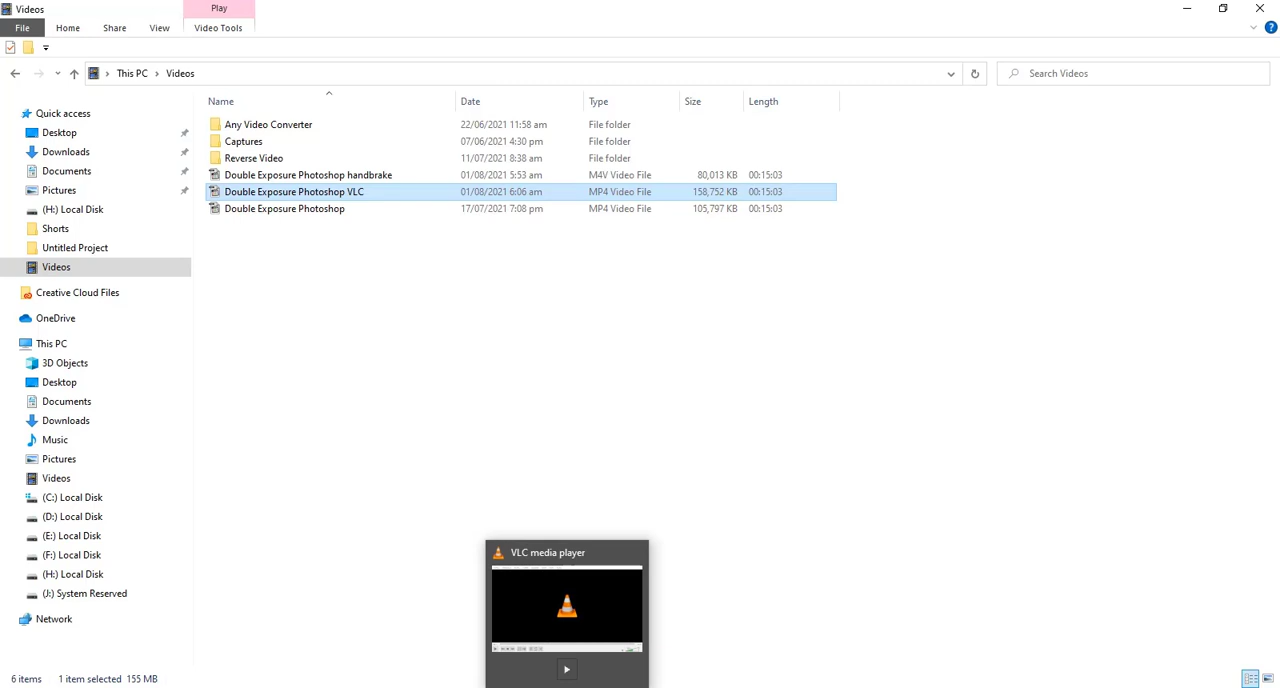 Videos
Play
File
Home
Share
View
Video Tools
This PC
Videos
Search Videos
Name
Date
Type
Size
Length
Any Video Converter
22/06/2021 11:58 am
File folder
Captures
07/06/2021 4:30 pm
File folder
Reverse Video
11/07/2021 8:38 am
File folder
Double Exposure Photoshop handbrake
01/08/2021 5:53 am
M4V Video File
80,013 KB
00:15:03
Double Exposure Photoshop VLC
01/08/2021 6:06 am
MP4 Video File
158,752 KB
00:15:03
Double Exposure Photoshop
17/07/2021 7:08 pm
MP4 Video File
105,797 KB
00:15:03
Quick access
Desktop
Downloads
Documents
Pictures
(H:) Local Disk
Shorts
Untitled Project
Videos
Creative Cloud Files
OneDrive
This PC
3D Objects
Desktop
Documents
Downloads
Music
Pictures
Videos
(C:) Local Disk
(D:) Local Disk
(E:) Local Disk
(F:) Local Disk
(H:) Local Disk
(J:) System Reserved
Network
VLC media player
6 items
1 item selected 155 MB